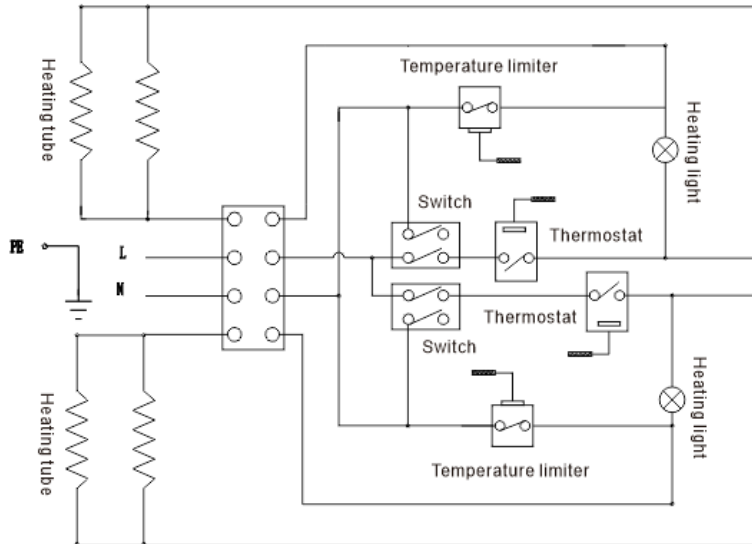 Heating tube
Temperature limiter
Heating light
Switch
Thermostat
PE
L
N
Thermostat
Switch
Heating tube
Heating light
Temperature limiter